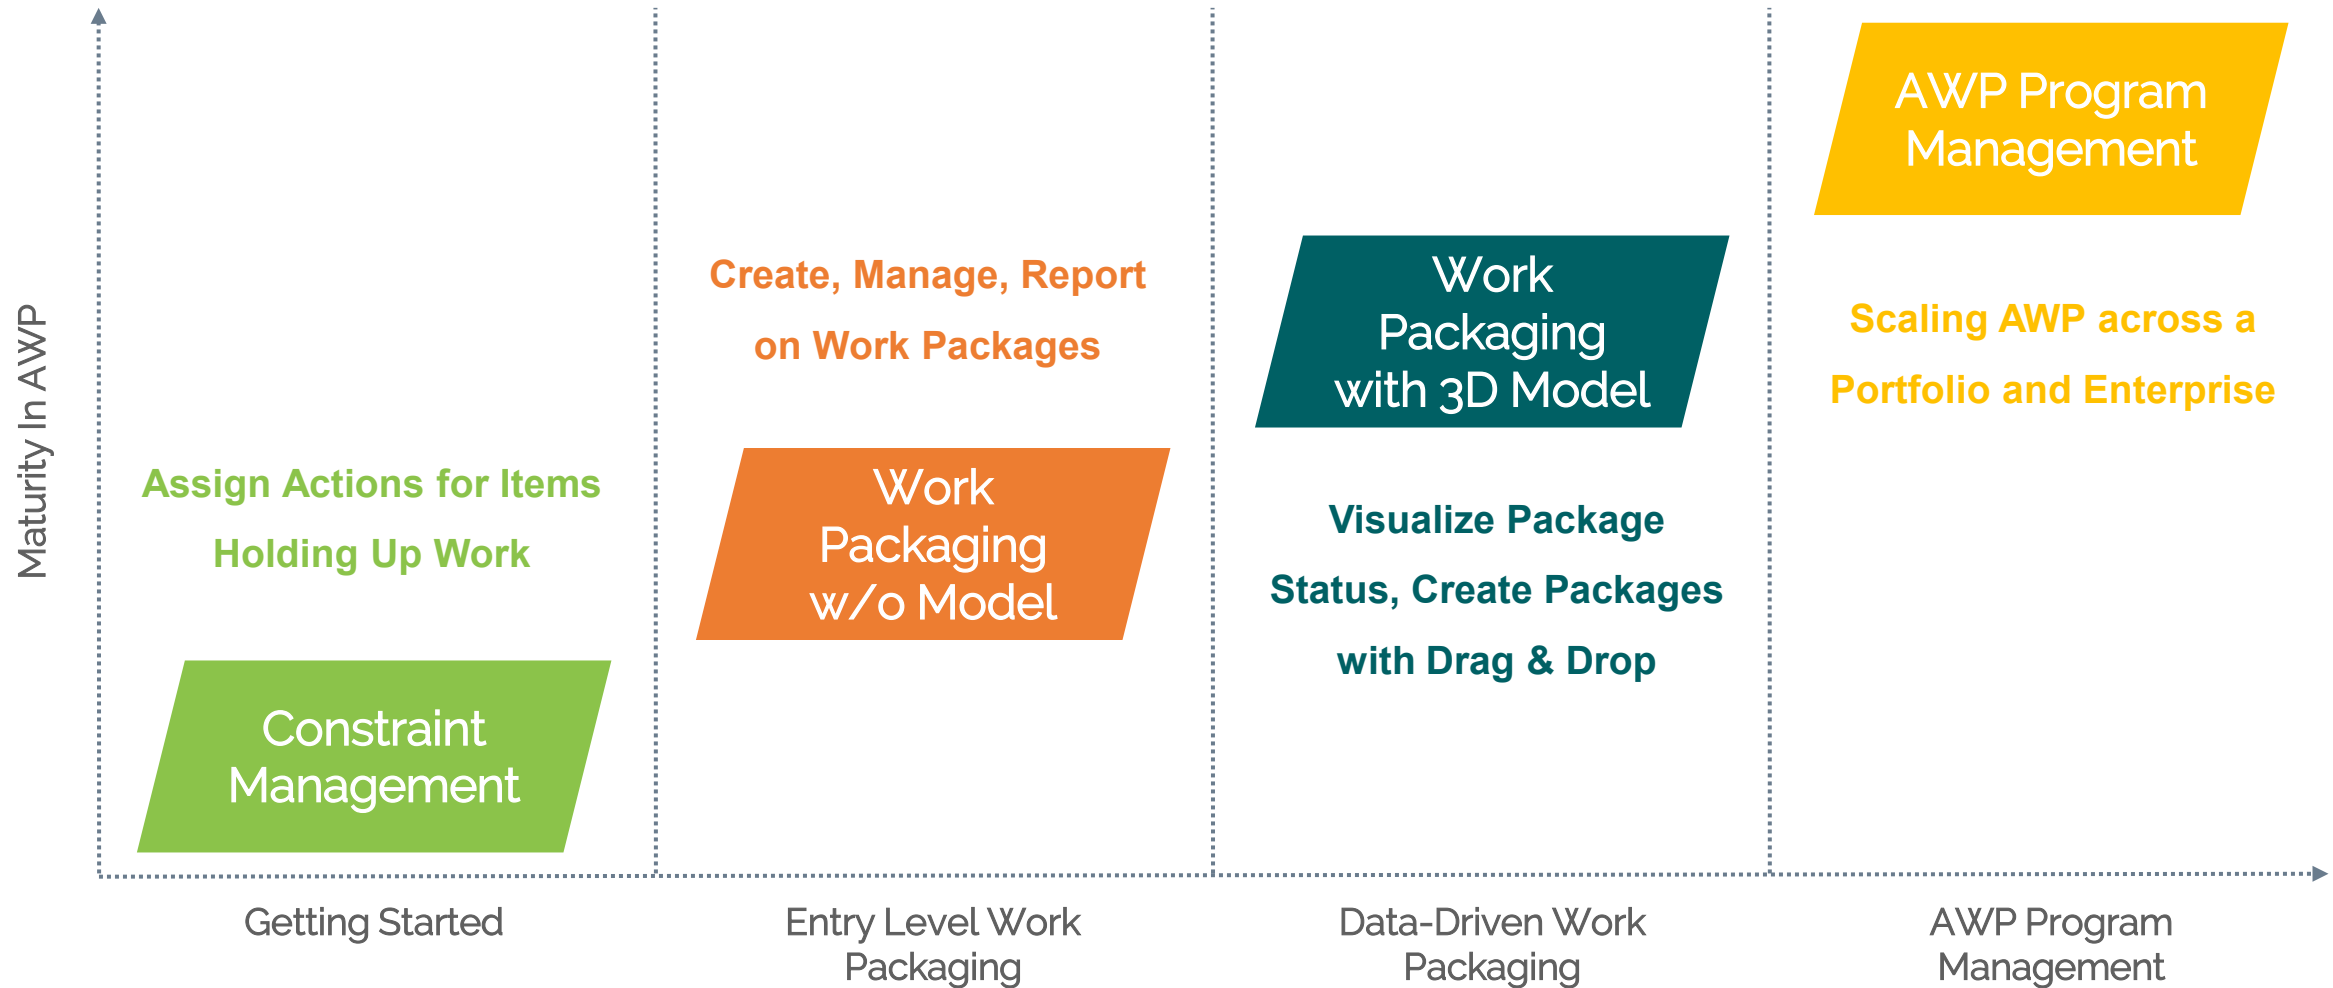 Maturity In AWP
Assign Actions for Items
Holding Up Work
Constraint
Management
Getting Started
Create, Manage, Report
on Work Packages
Work
Packaging
w/o Model
Entry Level Work
Packaging
Work
Packaging
with 3D Model
Visualize Package
Status, Create Packages
with Drag & Drop
Data-Driven Work
Packaging
AWP Program
Management
Scaling AWP across a
Portfolio and Enterprise
AWP Program
Management